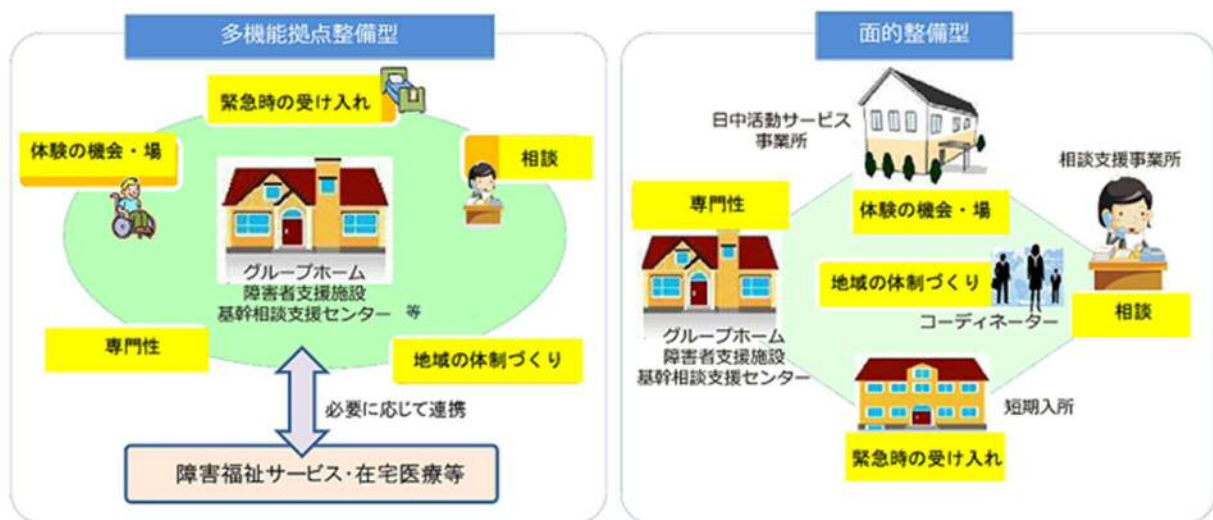 多機能拠点整備型
緊急時の受け入れ
体験の機会・場
相談
グループホーム
障害者支援施設
基幹相談支援センター 等
専門性
地域の体制づくり
必要に応じて連携
障害福祉サービス・在宅医療等
面的整備型
日中活動サービス
事業所
相談支援事業所
専門性
体験の機会・場
地域の体制づくり
コーディネーター
相談
グループホーム
障害者支援施設
基幹相談支援センター
短期入所
緊急時の受け入れ